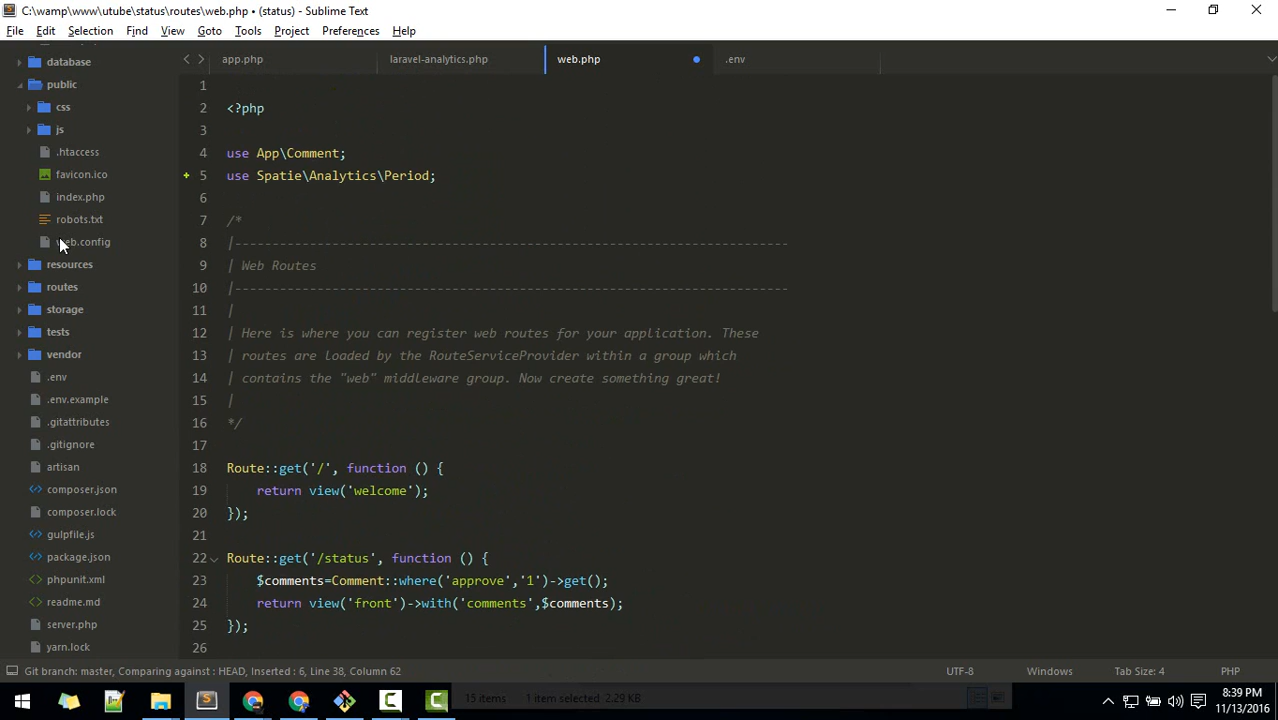 C:\wamp\www\utube\status\routes\web.php • (status) - Sublime Text
File Edit Selection Find View Goto Tools Project Preferences Help
app.php laravel-analytics.php web.php .env
database
public
css
js
.htaccess
favicon.ico
index.php
robots.txt
web.config
resources
routes
storage
tests
vendor
.env
.env.example
.gitattributes
.gitignore
artisan
composer.json
composer.lock
gulpfile.js
package.json
phpunit.xml
readme.md
server.php
yarn.lock
1
2 <?php
3
4 use App\Comment;
5 use Spatie\Analytics\Period;
6
7 /*
8 |--------------------------------------------------------------------------
9 | Web Routes
10 |--------------------------------------------------------------------------
11 |
12 | Here is where you can register web routes for your application. These
13 | routes are loaded by the RouteServiceProvider within a group which
14 | contains the "web" middleware group. Now create something great!
15 |
16 */
17
18 Route::get('/', function () {
19 return view('welcome');
20 });
21
22 Route::get('/status', function () {
23 $comments=Comment::where('approve','1')->get();
24 return view('front')->with('comments',$comments);
25 });
26
Git branch: master, Comparing against : HEAD, Inserted : 6, Line 38, Column 62 UTF-8 Windows Tab Size: 4 PHP
15 items 1 item selected: 2.29 KB
8:39 PM
11/13/2016